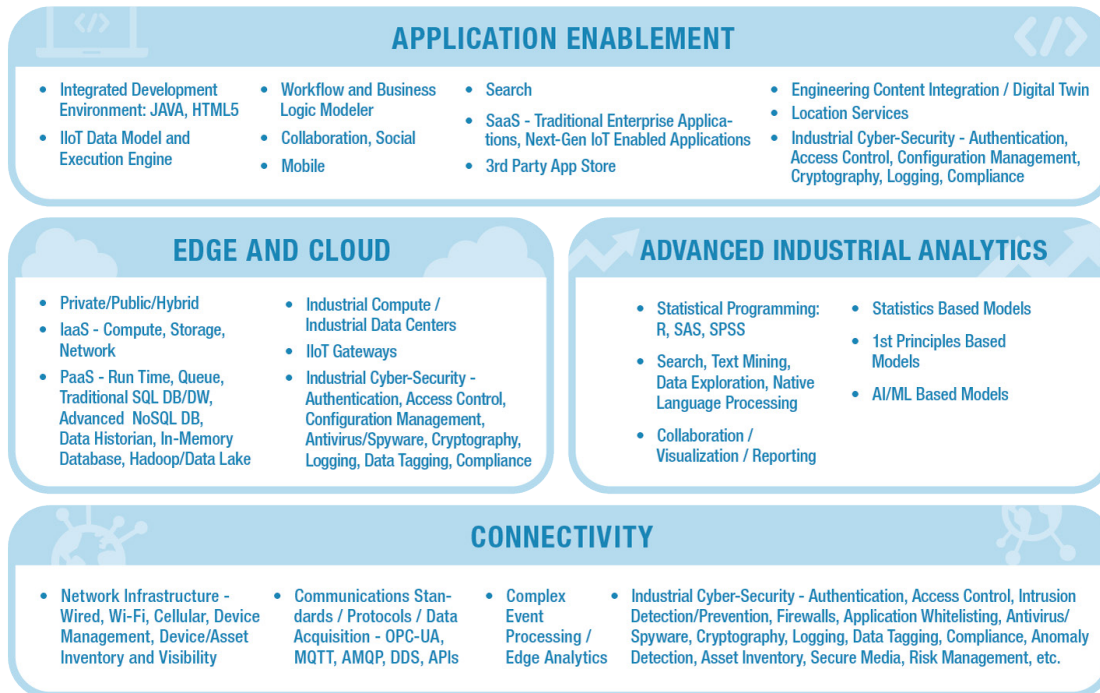 </>
APPLICATION ENABLEMENT
</>
• Integrated Development
Environment: JAVA, HTML5
• IIoT Data Model and
Execution Engine
• Workflow and Business
Logic Modeler
• Collaboration, Social
• Mobile
• Search
• SaaS - Traditional Enterprise Applica-
tions, Next-Gen IoT Enabled Applications
• 3rd Party App Store
• Engineering Content Integration / Digital Twin
• Location Services
• Industrial Cyber-Security - Authentication,
Access Control, Configuration Management,
Cryptography, Logging, Compliance
EDGE AND CLOUD
• Private/Public/Hybrid
• IaaS - Compute, Storage,
Network
• PaaS - Run Time, Queue,
Traditional SQL DB/DW,
Advanced NoSQL DB,
Data Historian, In-Memory
Database, Hadoop/Data Lake
• Industrial Compute /
Industrial Data Centers
• IIoT Gateways
• Industrial Cyber-Security -
Authentication, Access Control,
Configuration Management,
Antivirus/Spyware, Cryptography,
Logging, Data Tagging, Compliance
ADVANCED INDUSTRIAL ANALYTICS
• Statistical Programming:
R, SAS, SPSS
• Search, Text Mining,
Data Exploration, Native
Language Processing
• Collaboration /
Visualization / Reporting
• Statistics Based Models
• 1st Principles Based
Models
• AI/ML Based Models
CONNECTIVITY
• Network Infrastructure -
Wired, Wi-Fi, Cellular, Device
Management, Device/Asset
Inventory and Visibility
• Communications Stan-
dards / Protocols / Data
Acquisition - OPC-UA,
MQTT, AMQP, DDS, APIs
• Complex
Event
Processing /
Edge Analytics
• Industrial Cyber-Security - Authentication, Access Control, Intrusion
Detection/Prevention, Firewalls, Application Whitelisting, Antivirus/
Spyware, Cryptography, Logging, Data Tagging, Compliance, Anomaly
Detection, Asset Inventory, Secure Media, Risk Management, etc.